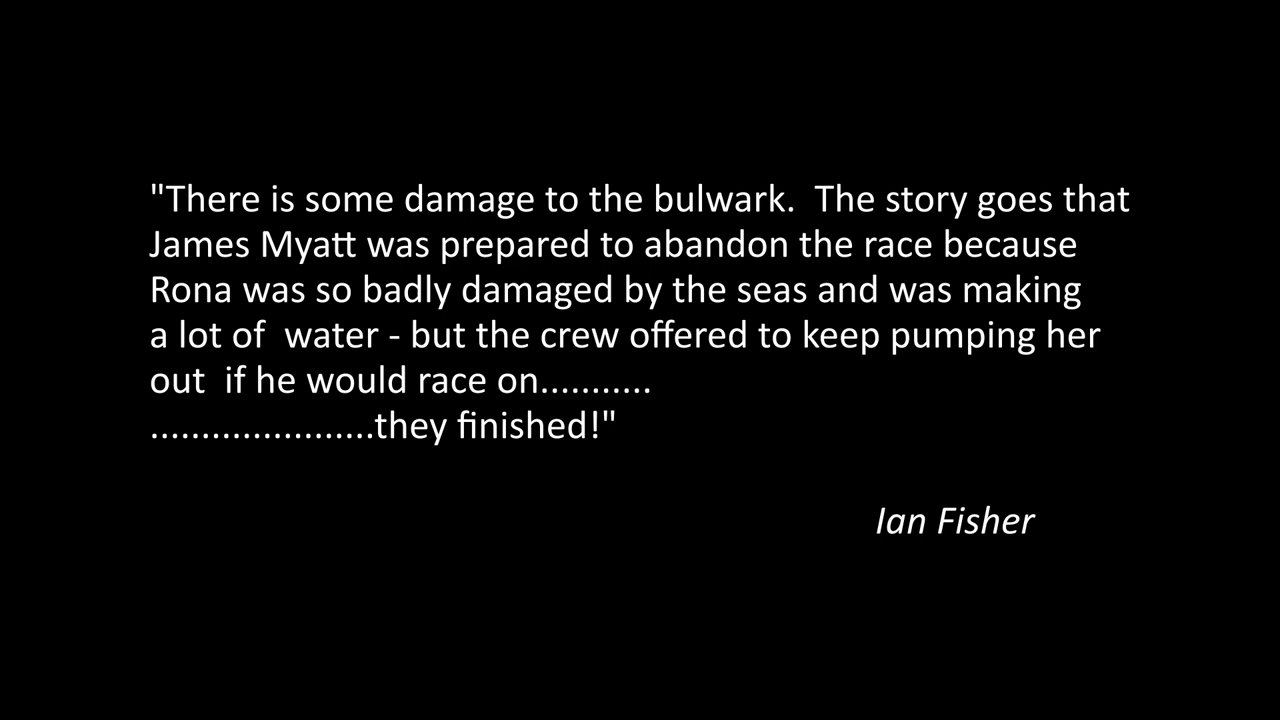 "There is some damage to the bulwark.  The story goes that
James Myatt was prepared to abandon the race because
Rona was so badly damaged by the seas and was making
a lot of  water - but the crew offered to keep pumping her
out  if he would race on...........
......................they finished!"
Ian Fisher